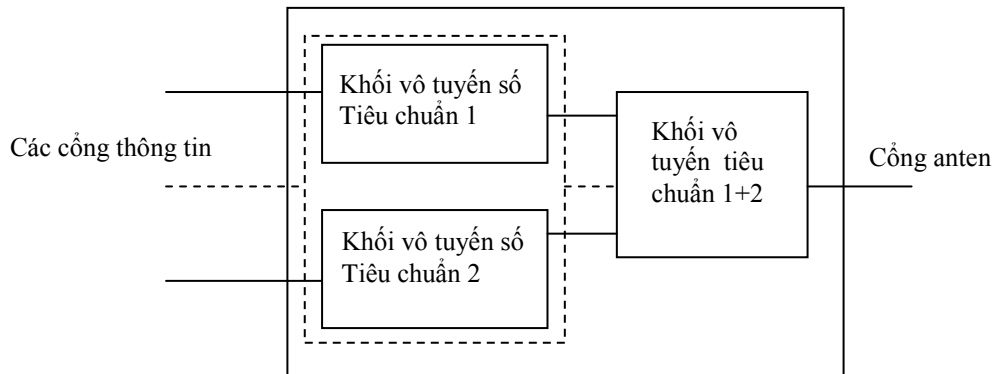 Khối vô tuyến số
Tiêu chuẩn 1
Các cổng thông tin
Khối vô
tuyến tiêu
chuẩn 1+2
Cổng anten
Khối vô tuyến số
Tiêu chuẩn 2